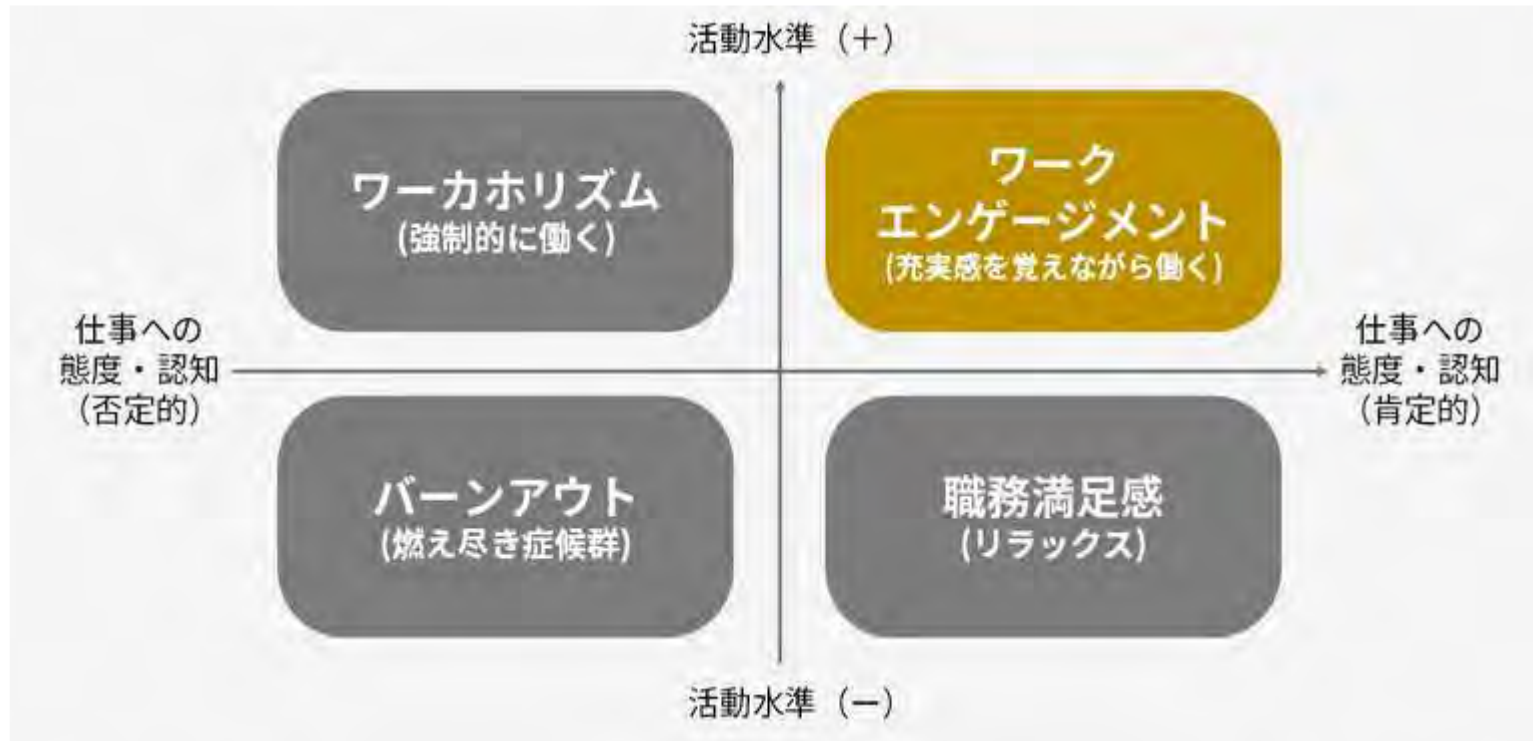 活動水準（＋）
ワーカホリズム
(強制的に働く)
ワーク
エンゲージメント
(充実感を覚えながら働く)
仕事への
態度・認知
（否定的）
仕事への
態度・認知
（肯定的）
バーンアウト
(燃え尽き症候群)
職務満足感
(リラックス)
活動水準（ー）